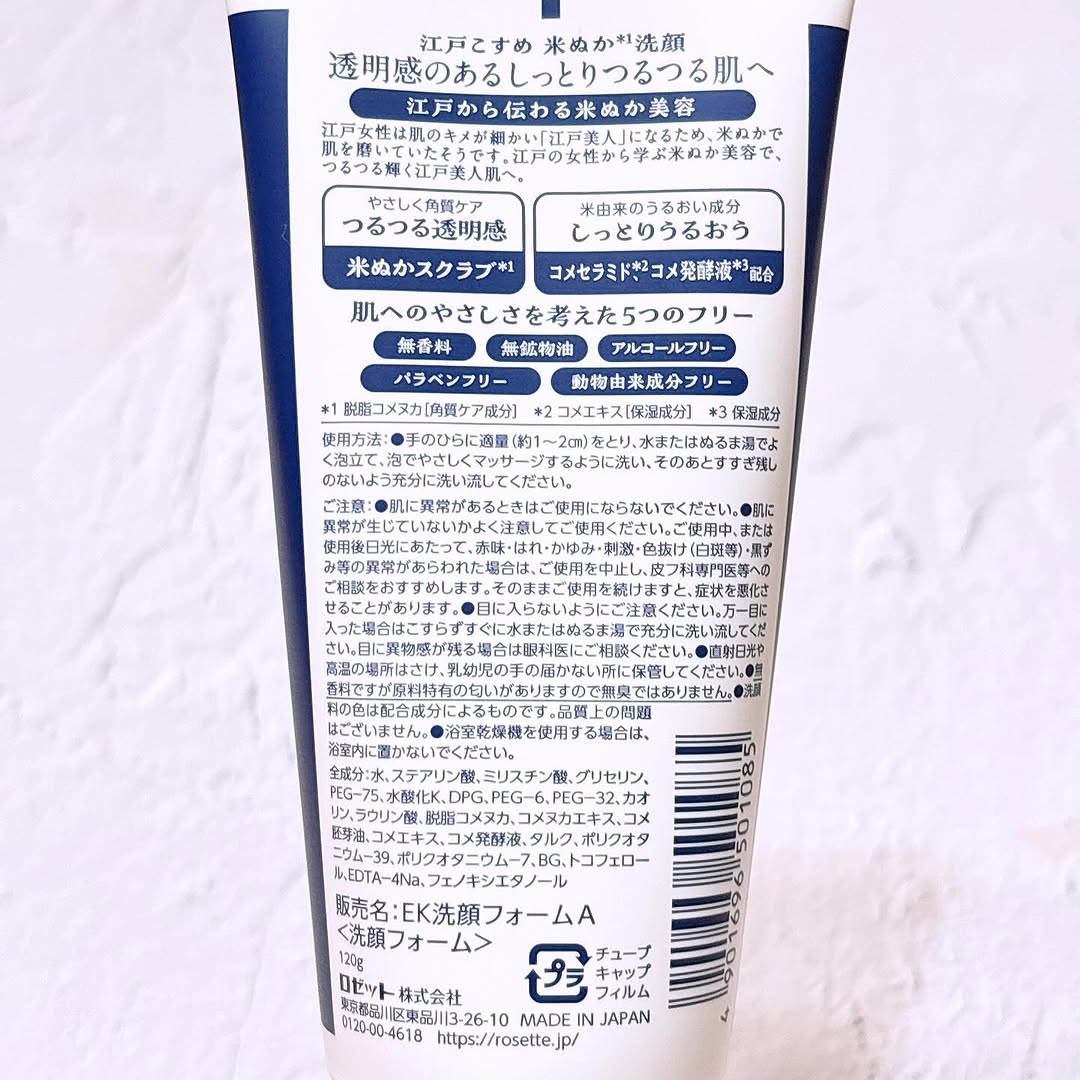 江戸こすめ 米ぬか*1洗顔
透明感のあるしっとりつるつる肌へ
江戸から伝わる米ぬか美容
江戸女性は肌のキメが細かい「江戸美人」になるため、米ぬかで
肌を磨いていたそうです。江戸の女性から学ぶ米ぬか美容で、
つるつる輝く江戸美人肌へ。
やさしく角質ケア
つるつる透明感
米ぬかスクラブ*1
米由来のうるおい成分
しっとりうるおう
コメセラミド*2、コメ発酵液*3配合
肌へのやさしさを考えた5つのフリー
無香料 無鉱物油 アルコールフリー
パラベンフリー 動物由来成分フリー
*1 脱脂コメヌカ[角質ケア成分] *2 コメエキス[保湿成分] *3 保湿成分
使用方法:●手のひらに適量(約1〜2㎝)をとり、水またはぬるま湯でよ
く泡立て、泡でやさしくマッサージするように洗い、そのあとすすぎ残し
のないよう充分に洗い流してください。
ご注意:●肌に異常があるときはご使用にならないでください。●肌に
異常が生じていないかよく注意してご使用ください。ご使用中、または
使用後日光にあたって、赤味・はれ・かゆみ・刺激・色抜け(白斑等)・黒ず
み等の異常があらわれた場合は、ご使用を中止し、皮フ科専門医等への
ご相談をおすすめします。そのままご使用を続けますと、症状を悪化さ
せることがあります。●目に入らないようにご注意ください。万一目に
入った場合はこすらずすぐに水またはぬるま湯で充分に洗い流してくだ
さい。目に異物感が残る場合は眼科医にご相談ください。●直射日光や
高温の場所はさけ、乳幼児の手の届かない所に保管してください。●無
香料ですが原料特有の匂いがありますので無臭ではありません。●洗顔
料の色は配合成分によるものです。品質上の問題
はございません。●浴室乾燥機を使用する場合は、
浴室内に置かないでください。
全成分:水、ステアリン酸、ミリスチン酸、グリセリン、
PEG-75、水酸化K、DPG、PEG-6、PEG-32、カオ
リン、ラウリン酸、脱脂コメヌカ、コメヌカエキス、コメ
胚芽油、コメエキス、コメ発酵液、タルク、ポリクオタ
ニウム-39、ポリクオタニウム-7、BG、トコフェロー
ル、EDTA-4Na、フェノキシエタノール
販売名:EK洗顔フォームA
<洗顔フォーム>
120g
ロゼット株式会社
東京都品川区東品川3-26-10 MADE IN JAPAN
0120-00-4618 https://rosette.jp/
プラ
チューブ
キャップ
フィルム
4 901696 501085